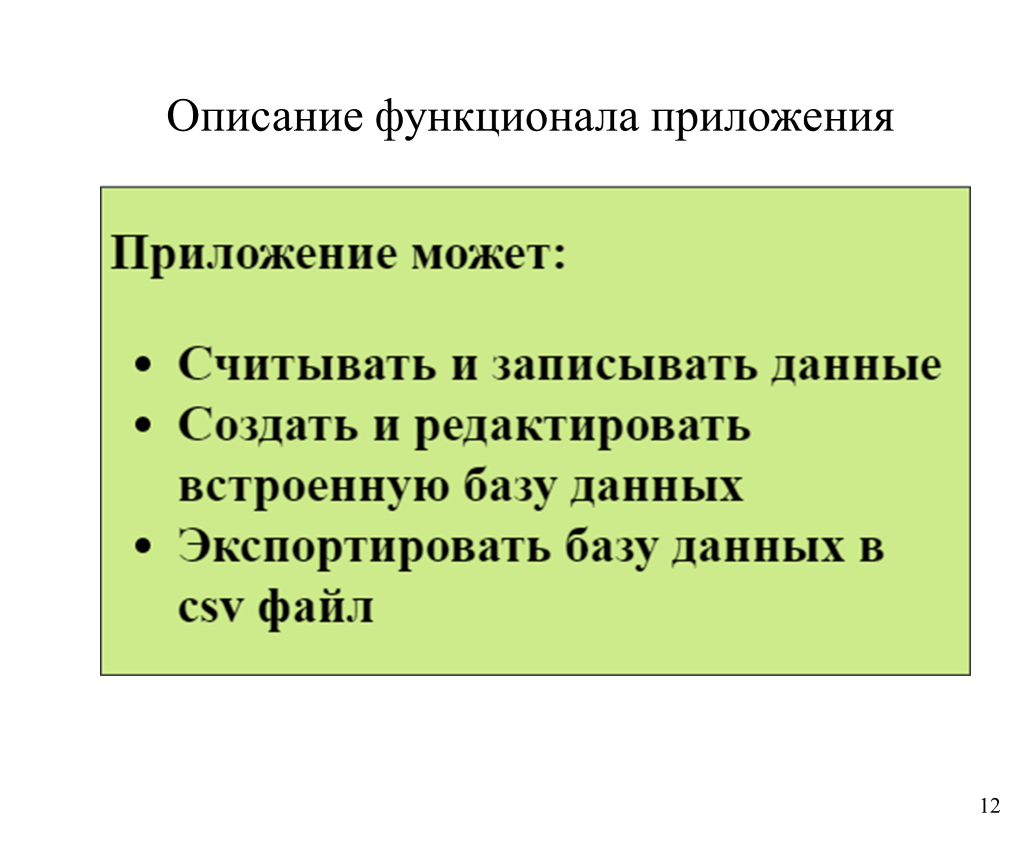 Описание функционала приложения
Приложение может:
• Считывать и записывать данные
• Создать и редактировать
встроенную базу данных
• Экспортировать базу данных в
csv файл
12